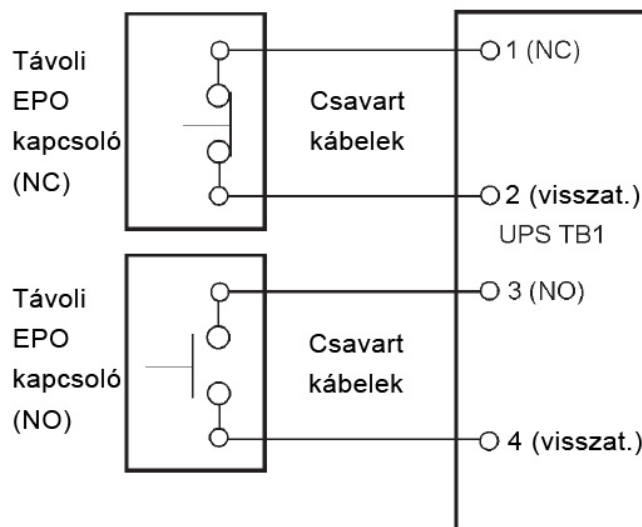 Távoli
EPO
kapcsoló
(NC)
Csavart
kábelek
1 (NC)
2 (visszat.)
UPS TB1
Távoli
EPO
kapcsoló
(NO)
Csavart
kábelek
3 (NO)
4 (visszat.)